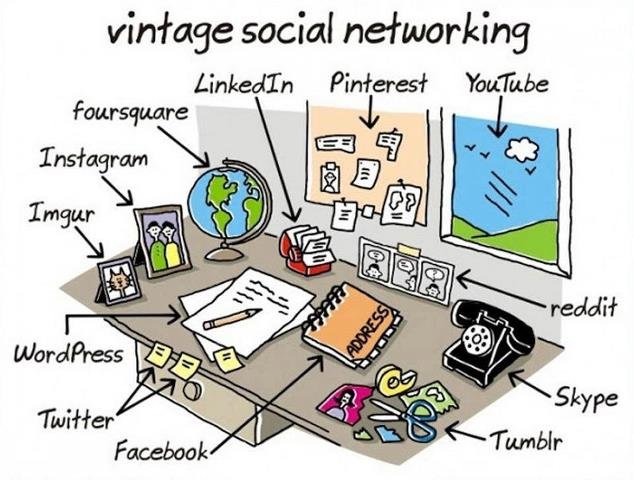 vintage social networking
LinkedIn
Pinterest
YouTube
foursquare
Instagram
Imgur
reddit
ADDRESS
WordPress
Skype
Twitter
Tumblr
Facebook